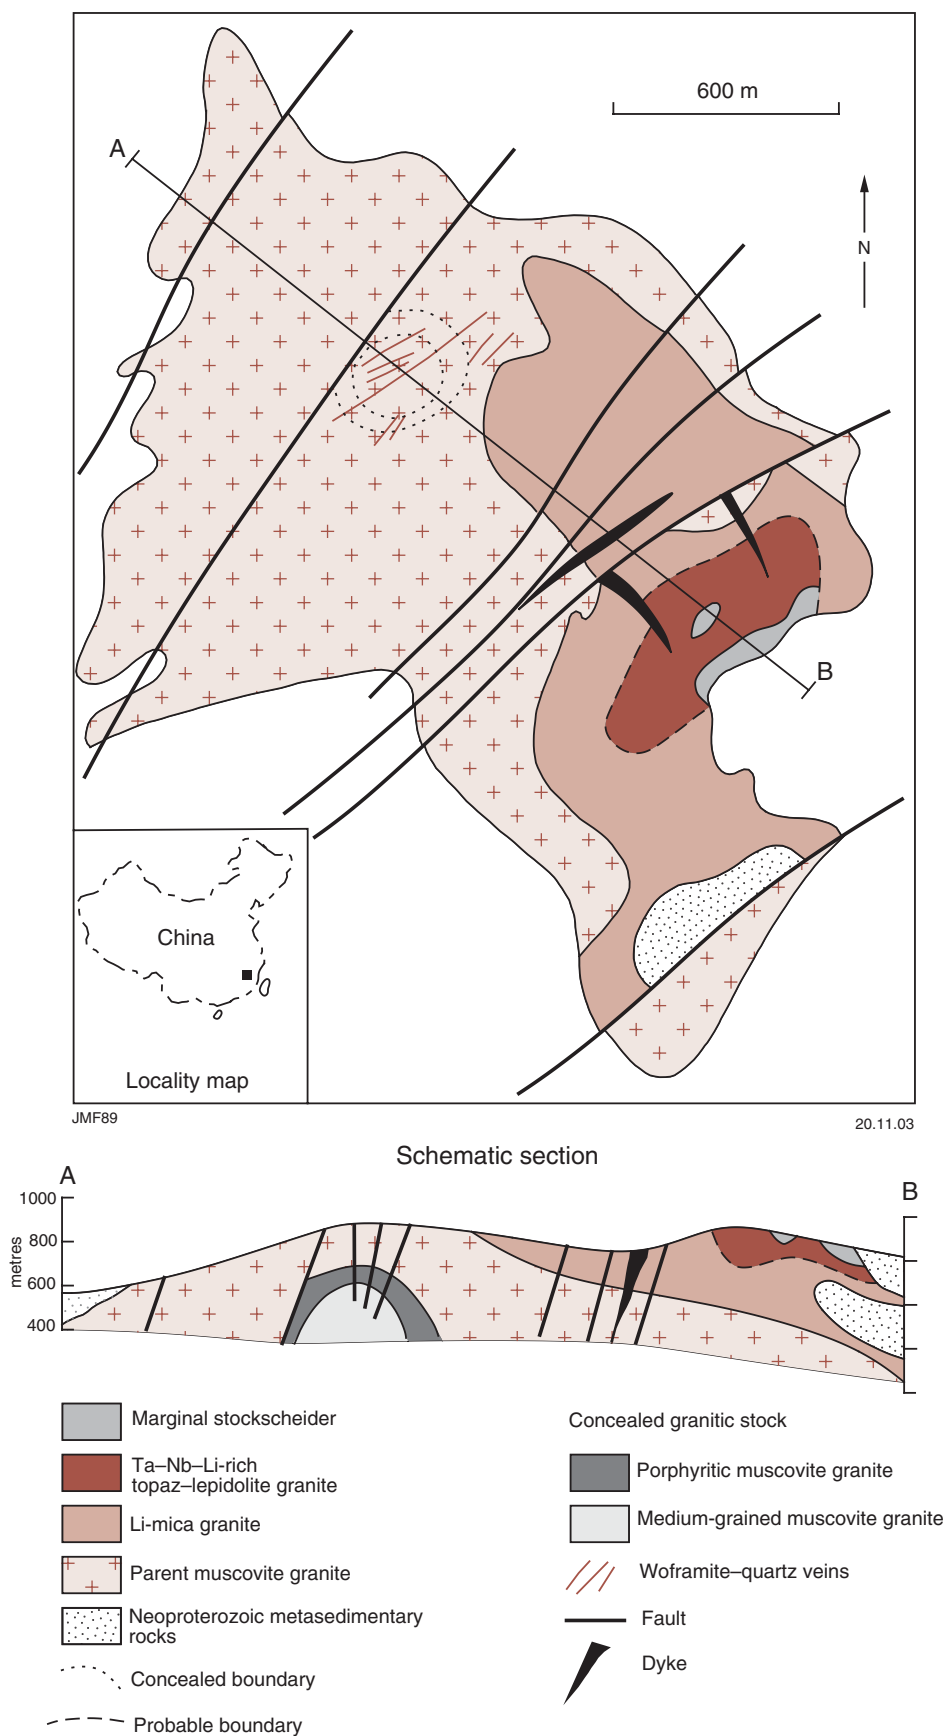 600 m
A
N
B
China
Locality map
JMF89
20.11.03
Schematic section
A
B
1000
800
600
400
metres
Marginal stockscheider
Ta–Nb–Li-rich
topaz–lepidolite granite
Li-mica granite
Parent muscovite granite
Neoproterozoic metasedimentary
rocks
Concealed boundary
Probable boundary
Concealed granitic stock
Porphyritic muscovite granite
Medium-grained muscovite granite
Woframite–quartz veins
Fault
Dyke